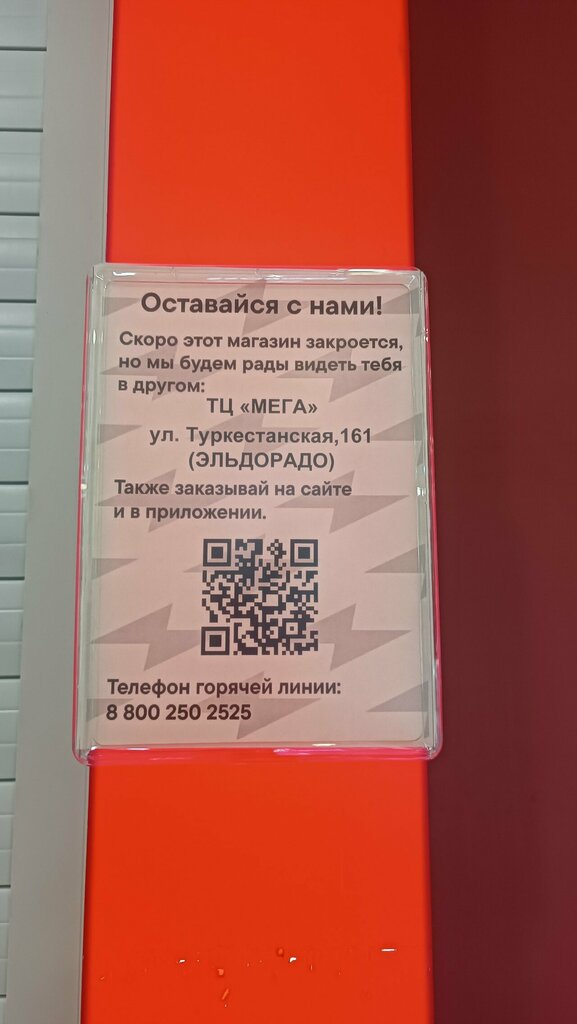 Оставайся с нами!
Скоро этот магазин закроется,
но мы будем рады видеть тебя
в другом:
ТЦ «МЕГА»
ул. Туркестанская,161
(ЭЛЬДОРАДО)
Также заказывай на сайте
и в приложении.
Телефон горячей линии:
8 800 250 2525